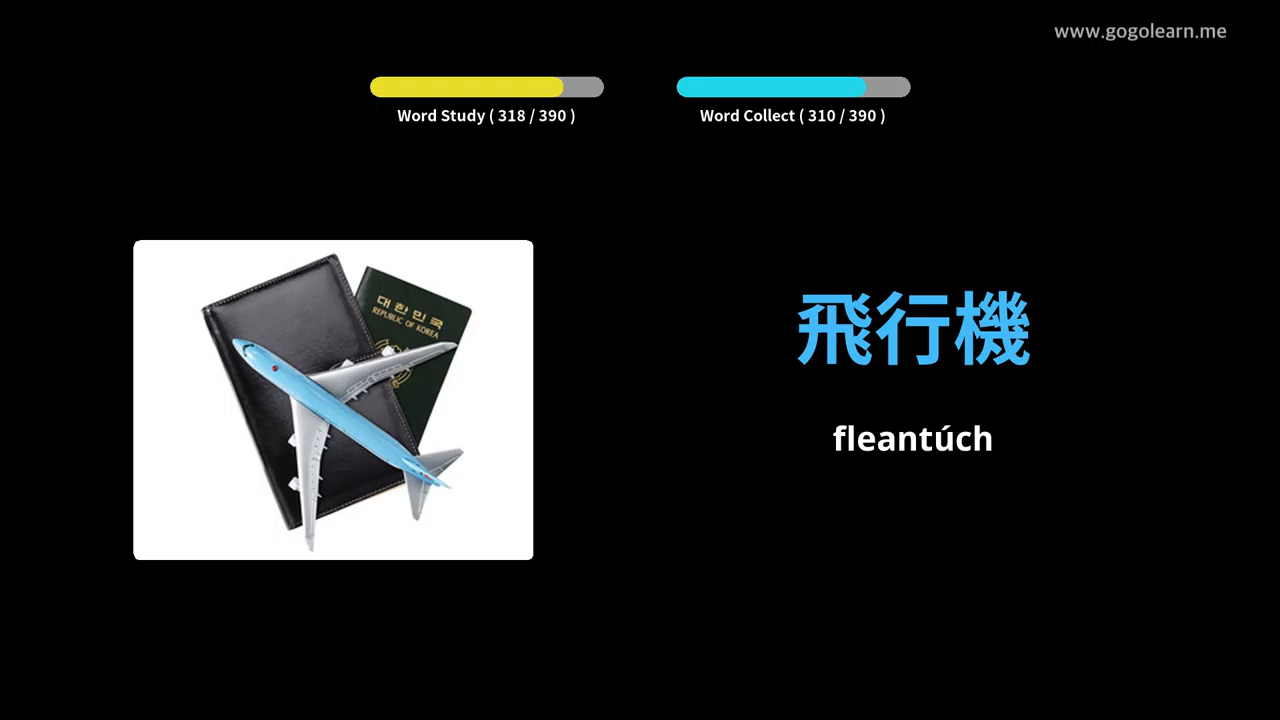 www.gogolearn.me
Word Study ( 318 / 390 )
Word Collect ( 310 / 390 )
대한민국
REPUBLIC OF KOREA
飛行機
fleantúch